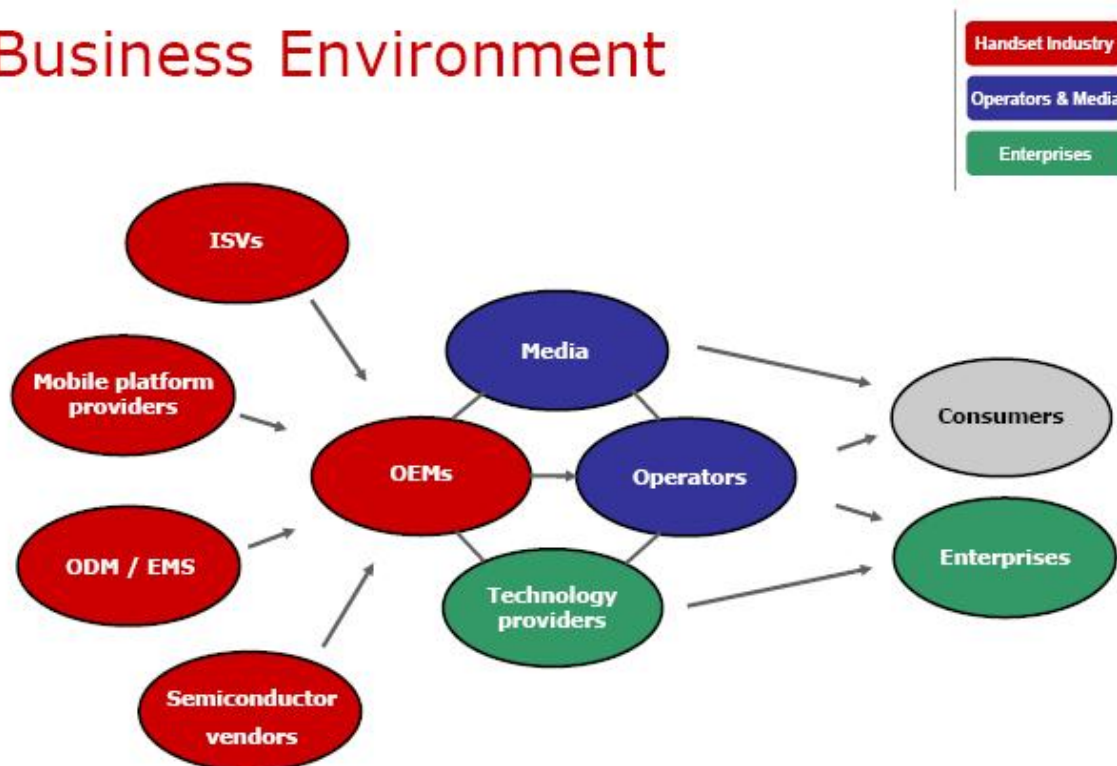 Business Environment
Handset Industry
Operators & Media
Enterprises
ISVs
Media
Mobile platform
providers
Consumers
OEMs
Operators
ODM / EMS
Enterprises
Technology
providers
Semiconductor
vendors